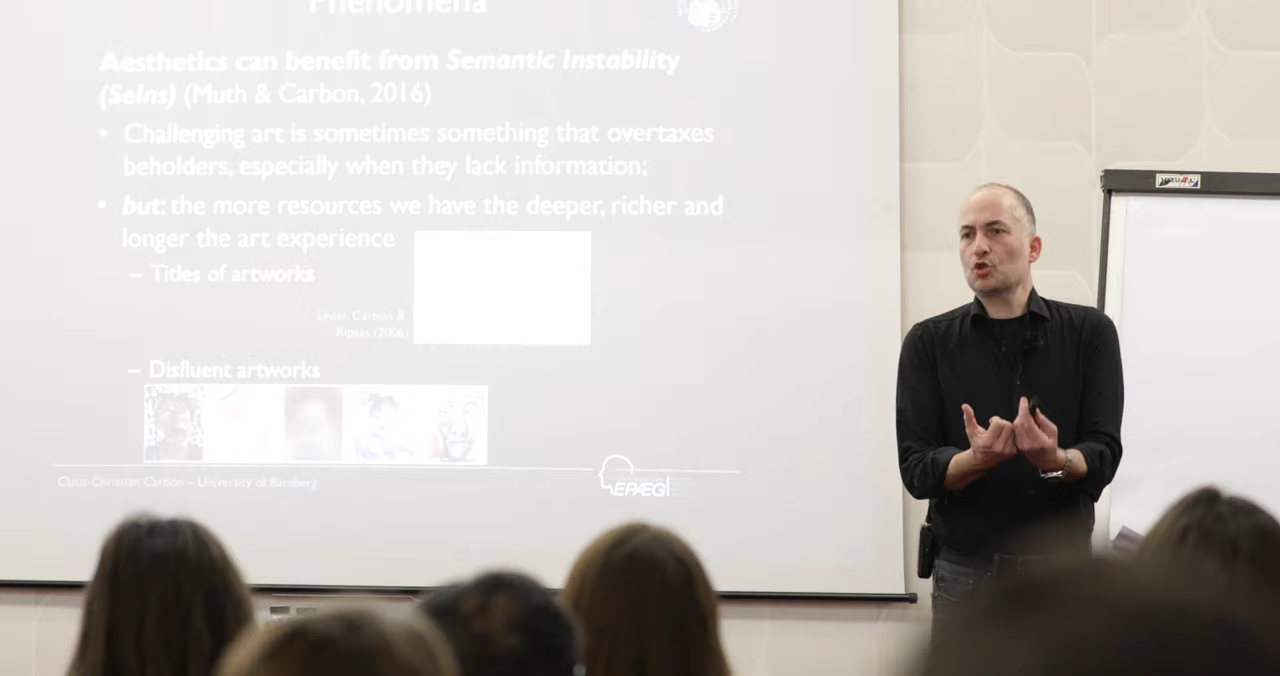 Phenomena
Aesthetics can benefit from Semantic Instability
(SeIns) (Muth & Carbon, 2016)
• Challenging art is sometimes something that overtaxes
beholders, especially when they lack information;
• but: the more resources we have the deeper, richer and
longer the art experience
– Titles of artworks
Leder, Carbon &
Ripsas (2006)
– Disfluent artworks
Claus-Christian Carbon – University of Bamberg
EPÆG